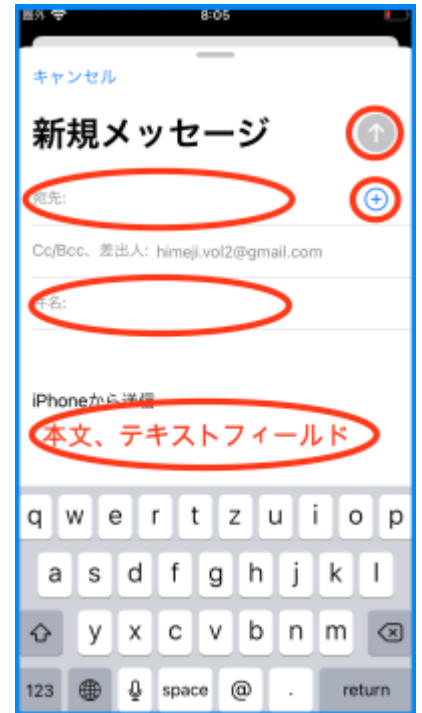 圏外 8:05
キャンセル
新規メッセージ
宛先:
Cc/Bcc、差出人: himeji.vol2@gmail.com
件名:
iPhoneから送信
本文、テキストフィールド
q w e r t z u i o p
a s d f g h j k l
y x c v b n m
123 space @ . return